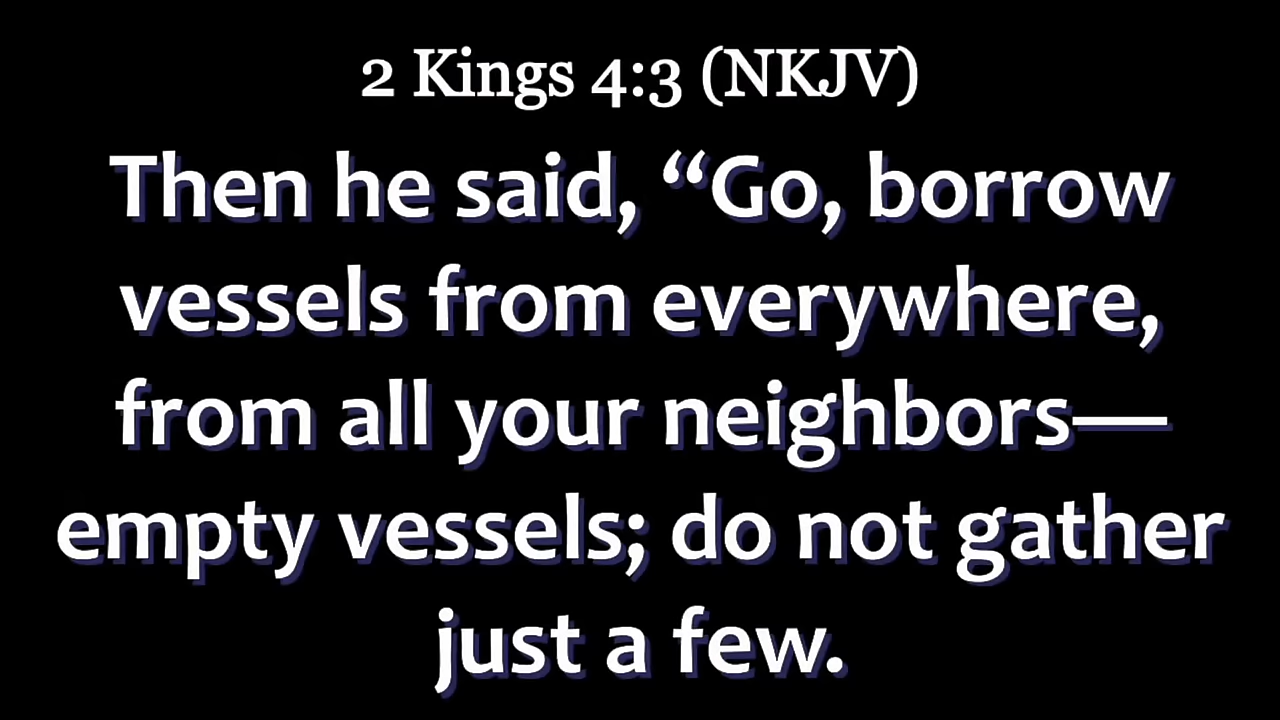 2 Kings 4:3 (NKJV)
Then he said, “Go, borrow
vessels from everywhere,
from all your neighbors—
empty vessels; do not gather
just a few.